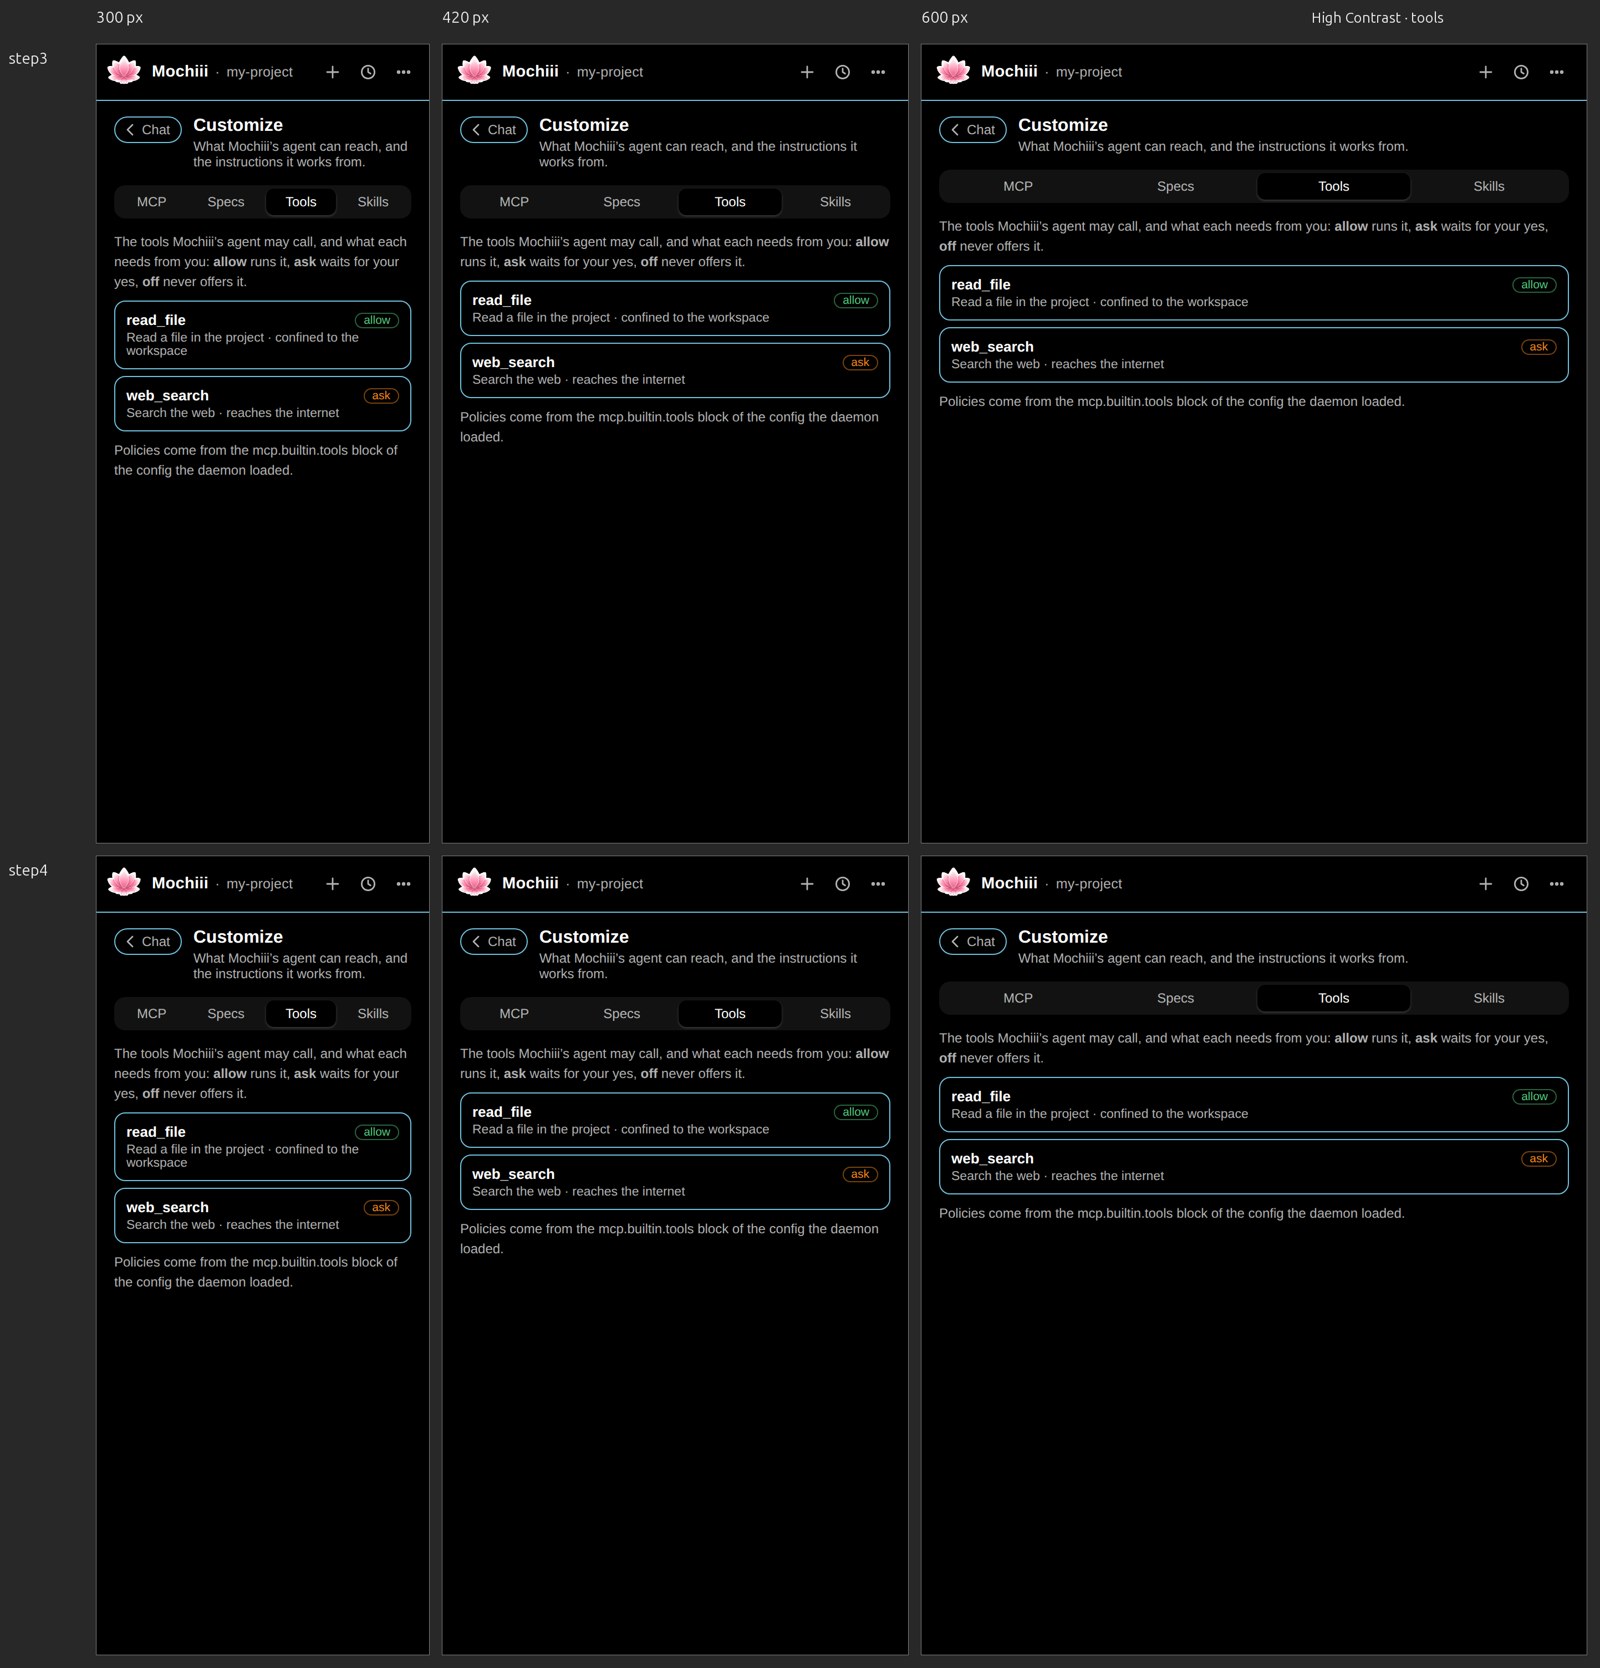 300 px
420 px
600 px
High Contrast · tools
step3
Mochiii · my-project
Chat
Customize
What Mochiii's agent can reach, and
the instructions it works from.
MCP Specs Tools Skills
The tools Mochiii's agent may call, and what each
needs from you: allow runs it, ask waits for your
yes, off never offers it.
read_file
allow
Read a file in the project · confined to the
workspace
web_search
ask
Search the web · reaches the internet
Policies come from the mcp.builtin.tools block of
the config the daemon loaded.
Mochiii · my-project
Chat
Customize
What Mochiii's agent can reach, and the instructions it
works from.
MCP Specs Tools Skills
The tools Mochiii's agent may call, and what each needs from you: allow
runs it, ask waits for your yes, off never offers it.
read_file
allow
Read a file in the project · confined to the workspace
web_search
ask
Search the web · reaches the internet
Policies come from the mcp.builtin.tools block of the config the daemon
loaded.
Mochiii · my-project
Chat
Customize
What Mochiii's agent can reach, and the instructions it works from.
MCP Specs Tools Skills
The tools Mochiii's agent may call, and what each needs from you: allow runs it, ask waits for your yes,
off never offers it.
read_file
allow
Read a file in the project · confined to the workspace
web_search
ask
Search the web · reaches the internet
Policies come from the mcp.builtin.tools block of the config the daemon loaded.
step4
Mochiii · my-project
Chat
Customize
What Mochiii's agent can reach, and
the instructions it works from.
MCP Specs Tools Skills
The tools Mochiii's agent may call, and what each
needs from you: allow runs it, ask waits for your
yes, off never offers it.
read_file
allow
Read a file in the project · confined to the
workspace
web_search
ask
Search the web · reaches the internet
Policies come from the mcp.builtin.tools block of
the config the daemon loaded.
Mochiii · my-project
Chat
Customize
What Mochiii's agent can reach, and the instructions it
works from.
MCP Specs Tools Skills
The tools Mochiii's agent may call, and what each needs from you: allow
runs it, ask waits for your yes, off never offers it.
read_file
allow
Read a file in the project · confined to the workspace
web_search
ask
Search the web · reaches the internet
Policies come from the mcp.builtin.tools block of the config the daemon
loaded.
Mochiii · my-project
Chat
Customize
What Mochiii's agent can reach, and the instructions it works from.
MCP Specs Tools Skills
The tools Mochiii's agent may call, and what each needs from you: allow runs it, ask waits for your yes,
off never offers it.
read_file
allow
Read a file in the project · confined to the workspace
web_search
ask
Search the web · reaches the internet
Policies come from the mcp.builtin.tools block of the config the daemon loaded.